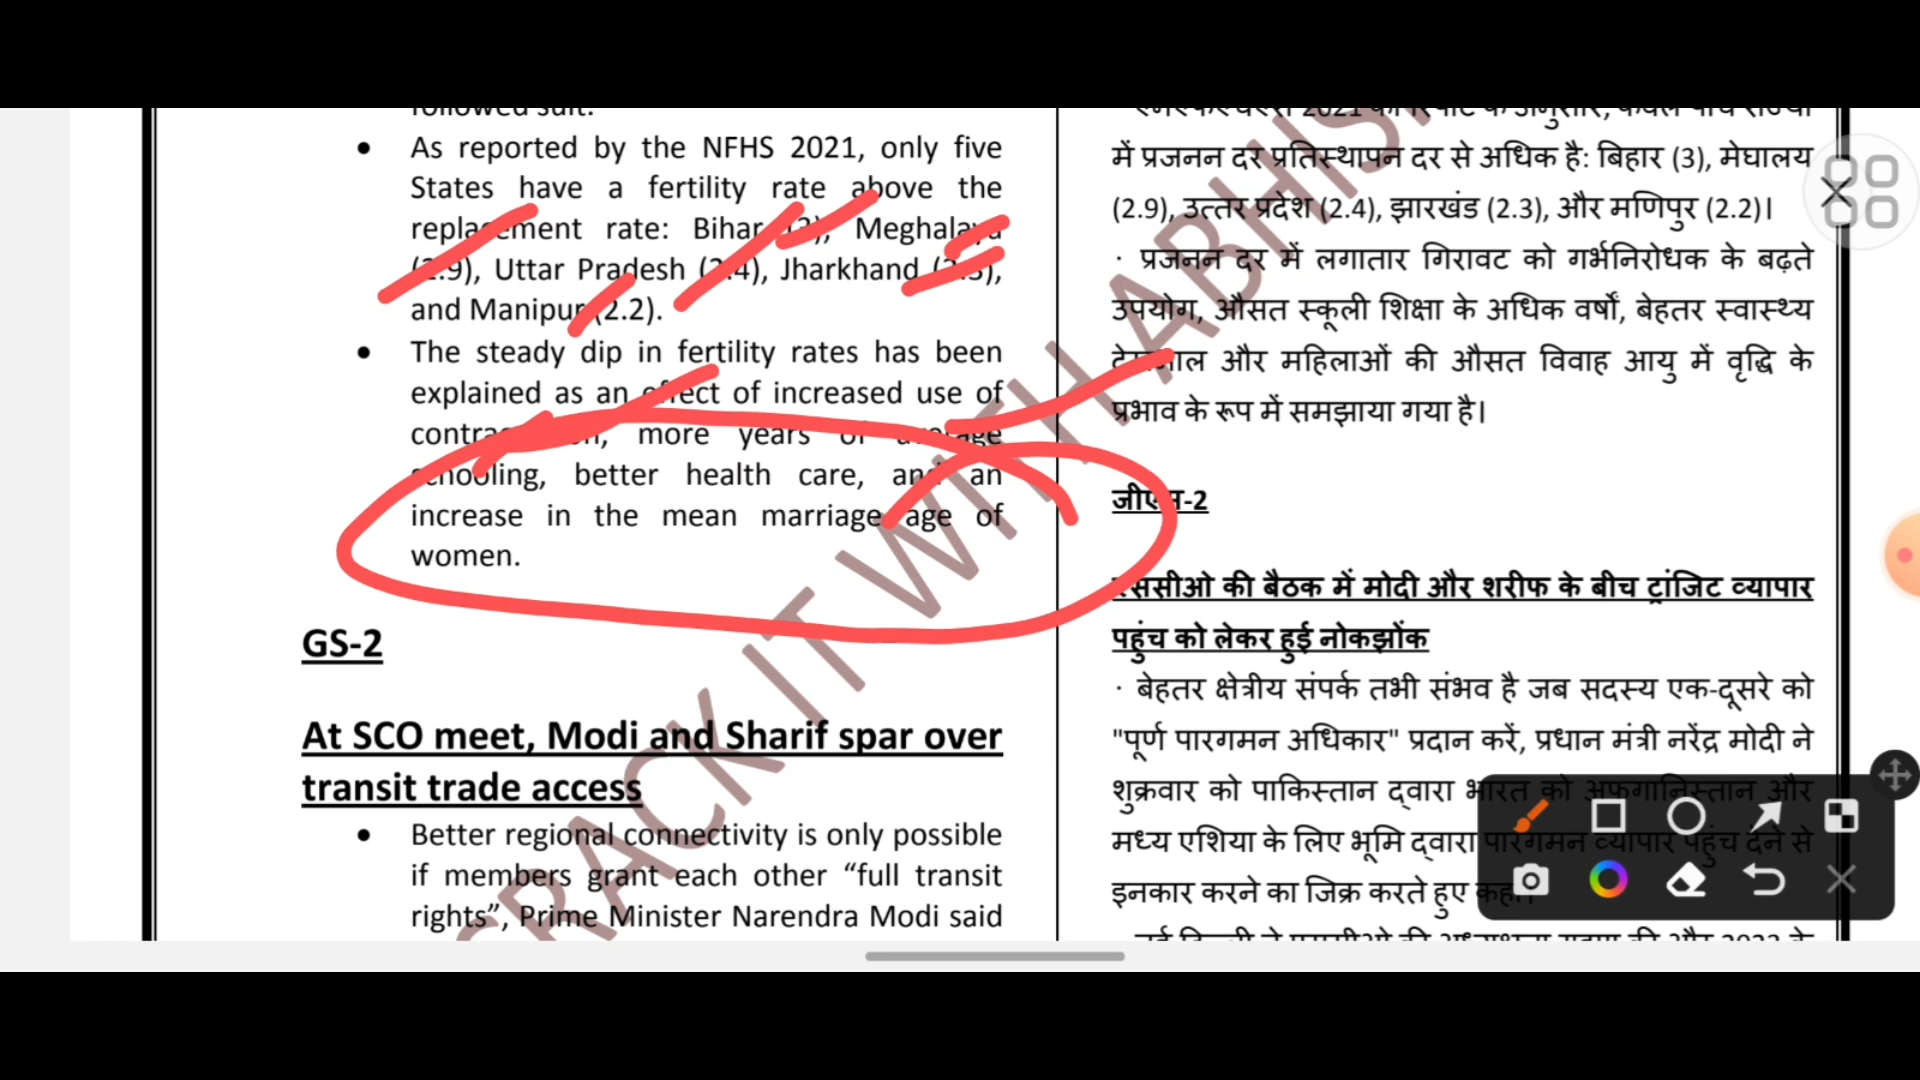 followed suit.
• As reported by the NFHS 2021, only five
States have a fertility rate above the
replacement rate: Bihar (3), Meghalaya
(2.9), Uttar Pradesh (2.4), Jharkhand (2.3),
and Manipur (2.2).
• The steady dip in fertility rates has been
explained as an effect of increased use of
contraception, more years of average
schooling, better health care, and an
increase in the mean marriage age of
women.
GS-2
At SCO meet, Modi and Sharif spar over
transit trade access
• Better regional connectivity is only possible
if members grant each other “full transit
rights”, Prime Minister Narendra Modi said
एनएफएचएस 2021 की रिपोर्ट के अनुसार, केवल पांच राज्यों
में प्रजनन दर प्रतिस्थापन दर से अधिक है: बिहार (3), मेघालय
(2.9), उत्तर प्रदेश (2.4), झारखंड (2.3), और मणिपुर (2.2)।
· प्रजनन दर में लगातार गिरावट को गर्भनिरोधक के बढ़ते
उपयोग, औसत स्कूली शिक्षा के अधिक वर्षों, बेहतर स्वास्थ्य
देखभाल और महिलाओं की औसत विवाह आयु में वृद्धि के
प्रभाव के रूप में समझाया गया है।
जीएस-2
एससीओ की बैठक में मोदी और शरीफ के बीच ट्रांजिट व्यापार
पहुंच को लेकर हुई नोकझोंक
· बेहतर क्षेत्रीय संपर्क तभी संभव है जब सदस्य एक-दूसरे को
"पूर्ण पारगमन अधिकार" प्रदान करें, प्रधान मंत्री नरेंद्र मोदी ने
शुक्रवार को पाकिस्तान द्वारा भारत को अफगानिस्तान और
मध्य एशिया के लिए भूमि द्वारा पारगमन व्यापार पहुंच देने से
इनकार करने का जिक्र करते हुए कहा।
CRACK IT WITH ABHISH